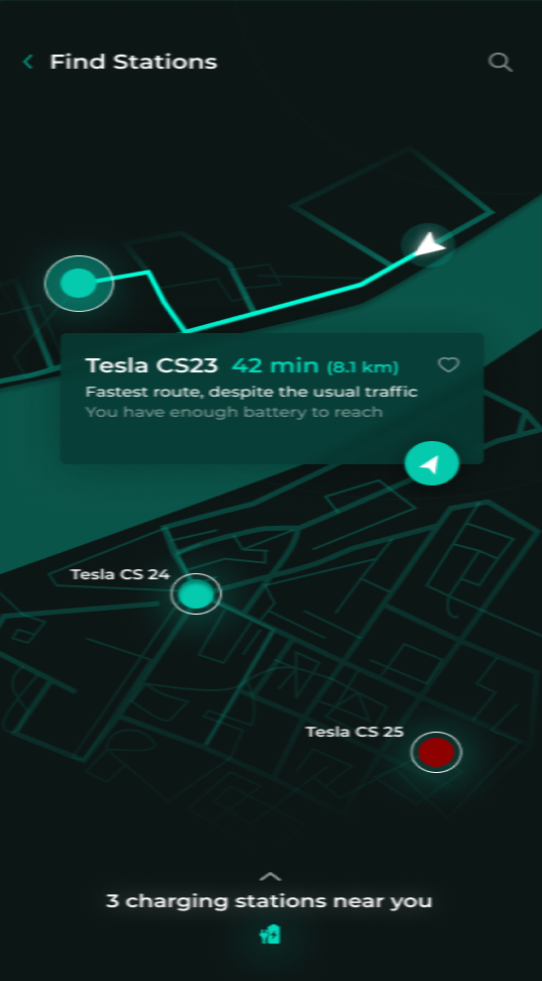 Find Stations
Tesla CS23 42 min (8.1 km)
Fastest route, despite the usual traffic
You have enough battery to reach
Tesla CS 24
Tesla CS 25
3 charging stations near you